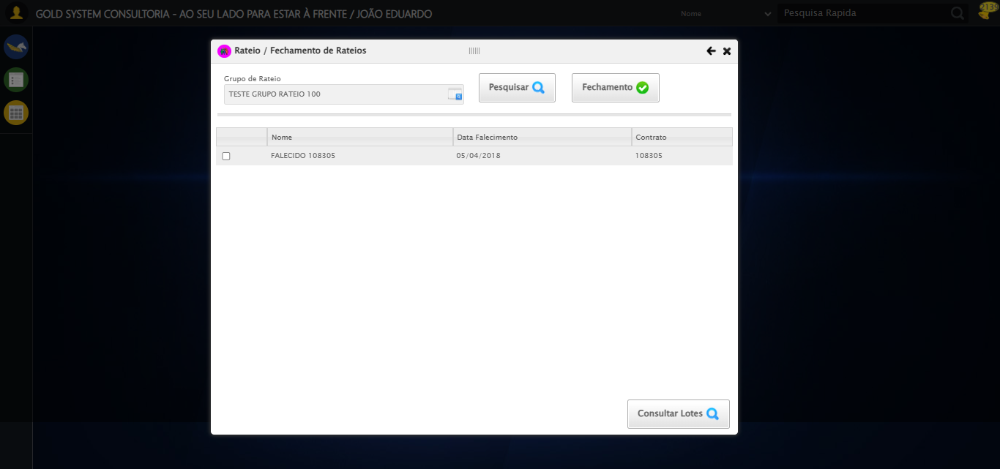 GOLD SYSTEM CONSULTORIA - AO SEU LADO PARA ESTAR À FRENTE / JOÃO EDUARDO
Nome
Pesquisa Rapida
2139
Rateio / Fechamento de Rateios
Grupo de Rateio
TESTE GRUPO RATEIO 100
Pesquisar
Fechamento
Nome Data Falecimento Contrato
FALECIDO 108305 05/04/2018 108305
Consultar Lotes